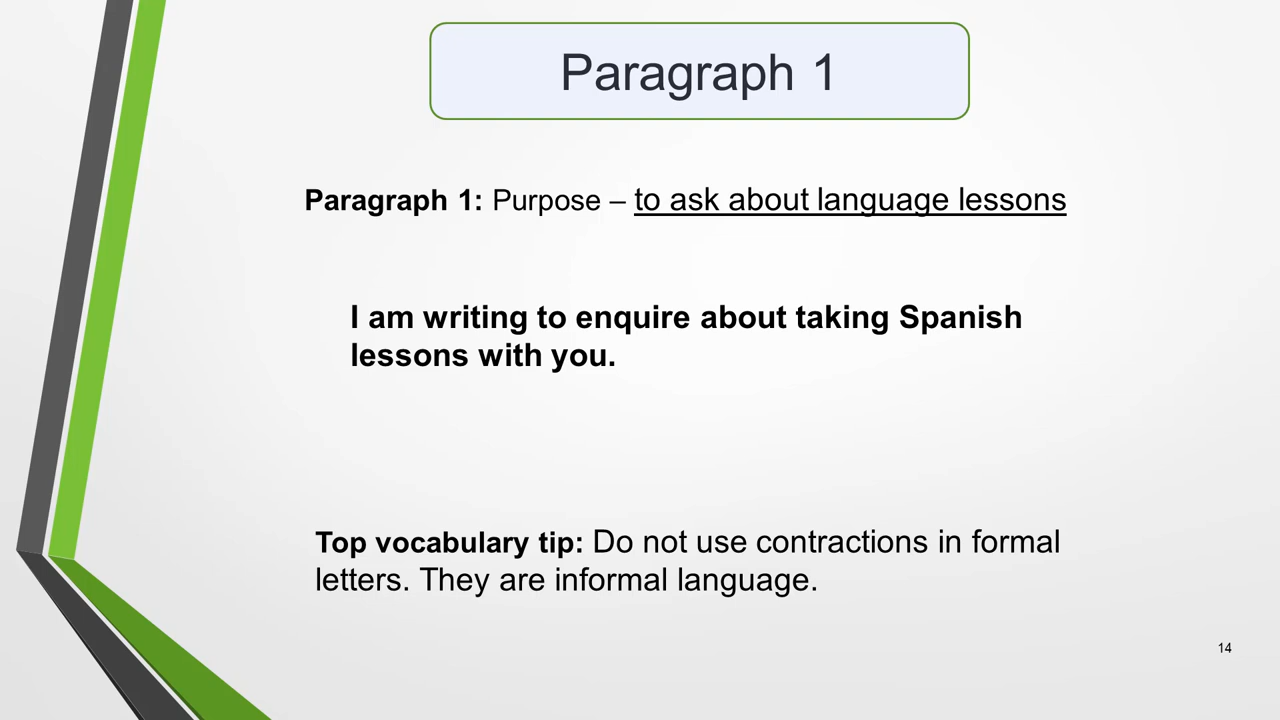 Paragraph 1
Paragraph 1: Purpose – to ask about language lessons
I am writing to enquire about taking Spanish
lessons with you.
Top vocabulary tip: Do not use contractions in formal
letters. They are informal language.
14